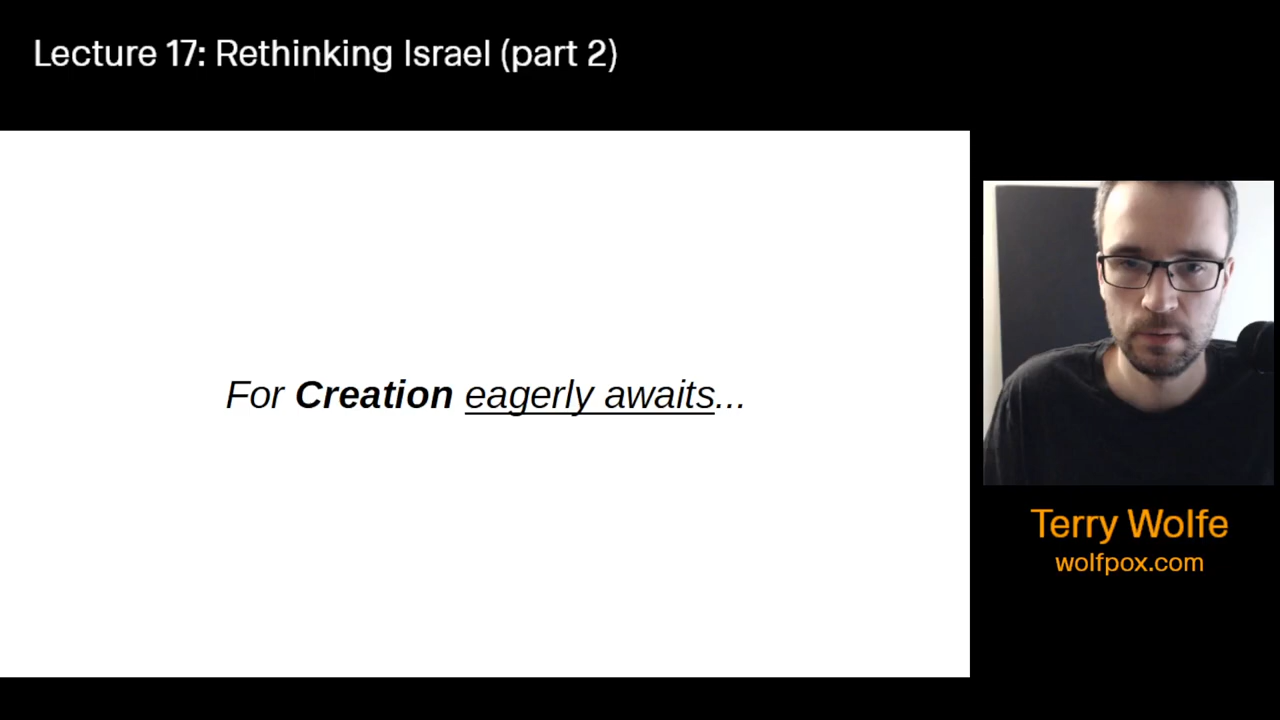 Lecture 17: Rethinking Israel (part 2)
For Creation eagerly awaits...
Terry Wolfe
wolfpox.com